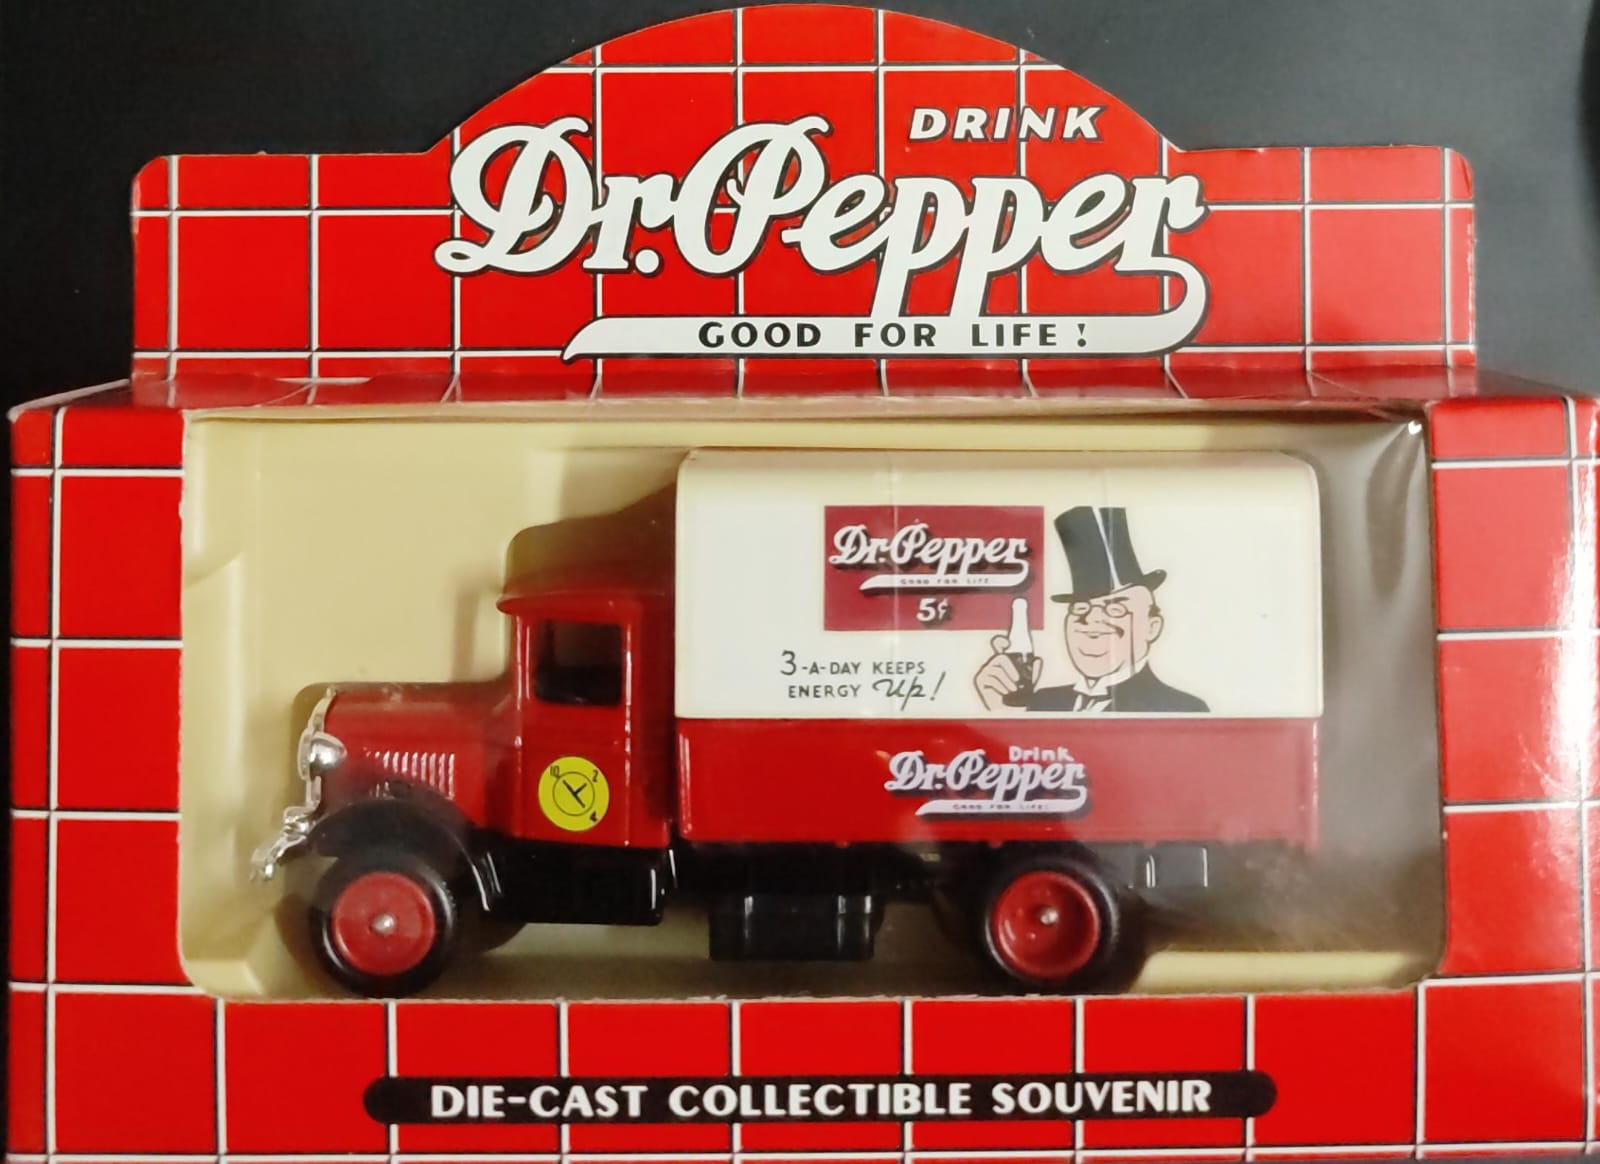 DRINK
Dr. Pepper
GOOD FOR LIFE!
Dr. Pepper
GOOD FOR LIFE
5¢
3-A-DAY KEEPS
ENERGY Up!
Drink
Dr. Pepper
GOOD FOR LIFE!
10 2
4
DIE-CAST COLLECTIBLE SOUVENIR